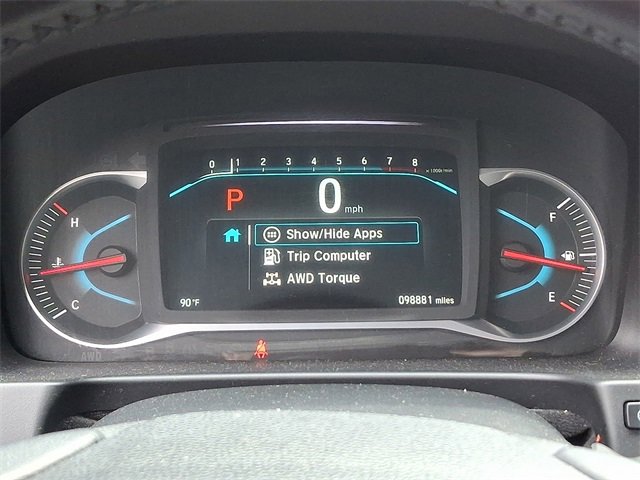 0 1 2 3 4 5 6 7 8 x 1000r/min
P 0 mph
H F
Show/Hide Apps
Trip Computer
AWD Torque
C E
90°F 098881 miles
AWD